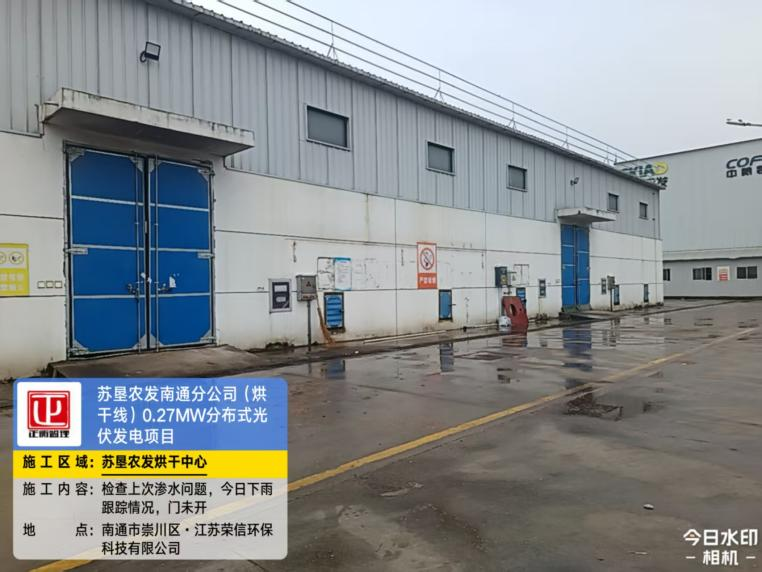 COF
中粮
严禁烟火
正衡管理
苏垦农发南通分公司（烘
干线）0.27MW分布式光
伏发电项目
施工区域：苏垦农发烘干中心
施工内容：检查上次渗水问题，今日下雨
跟踪情况，门未开
地点：南通市崇川区·江苏荣信环保
科技有限公司
今日水印
-相机-